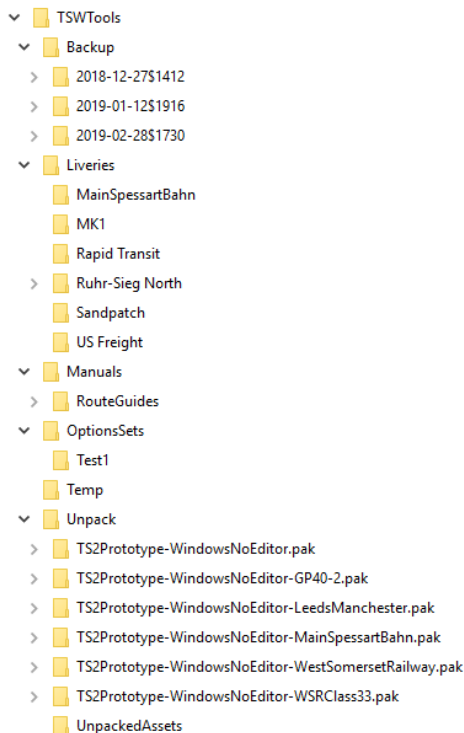 TSWTools
Backup
2018-12-27$1412
2019-01-12$1916
2019-02-28$1730
Liveries
MainSpessartBahn
MK1
Rapid Transit
Ruhr-Sieg North
Sandpatch
US Freight
Manuals
RouteGuides
OptionsSets
Test1
Temp
Unpack
TS2Prototype-WindowsNoEditor.pak
TS2Prototype-WindowsNoEditor-GP40-2.pak
TS2Prototype-WindowsNoEditor-LeedsManchester.pak
TS2Prototype-WindowsNoEditor-MainSpessartBahn.pak
TS2Prototype-WindowsNoEditor-WestSomersetRailway.pak
TS2Prototype-WindowsNoEditor-WSRClass33.pak
UnpackedAssets